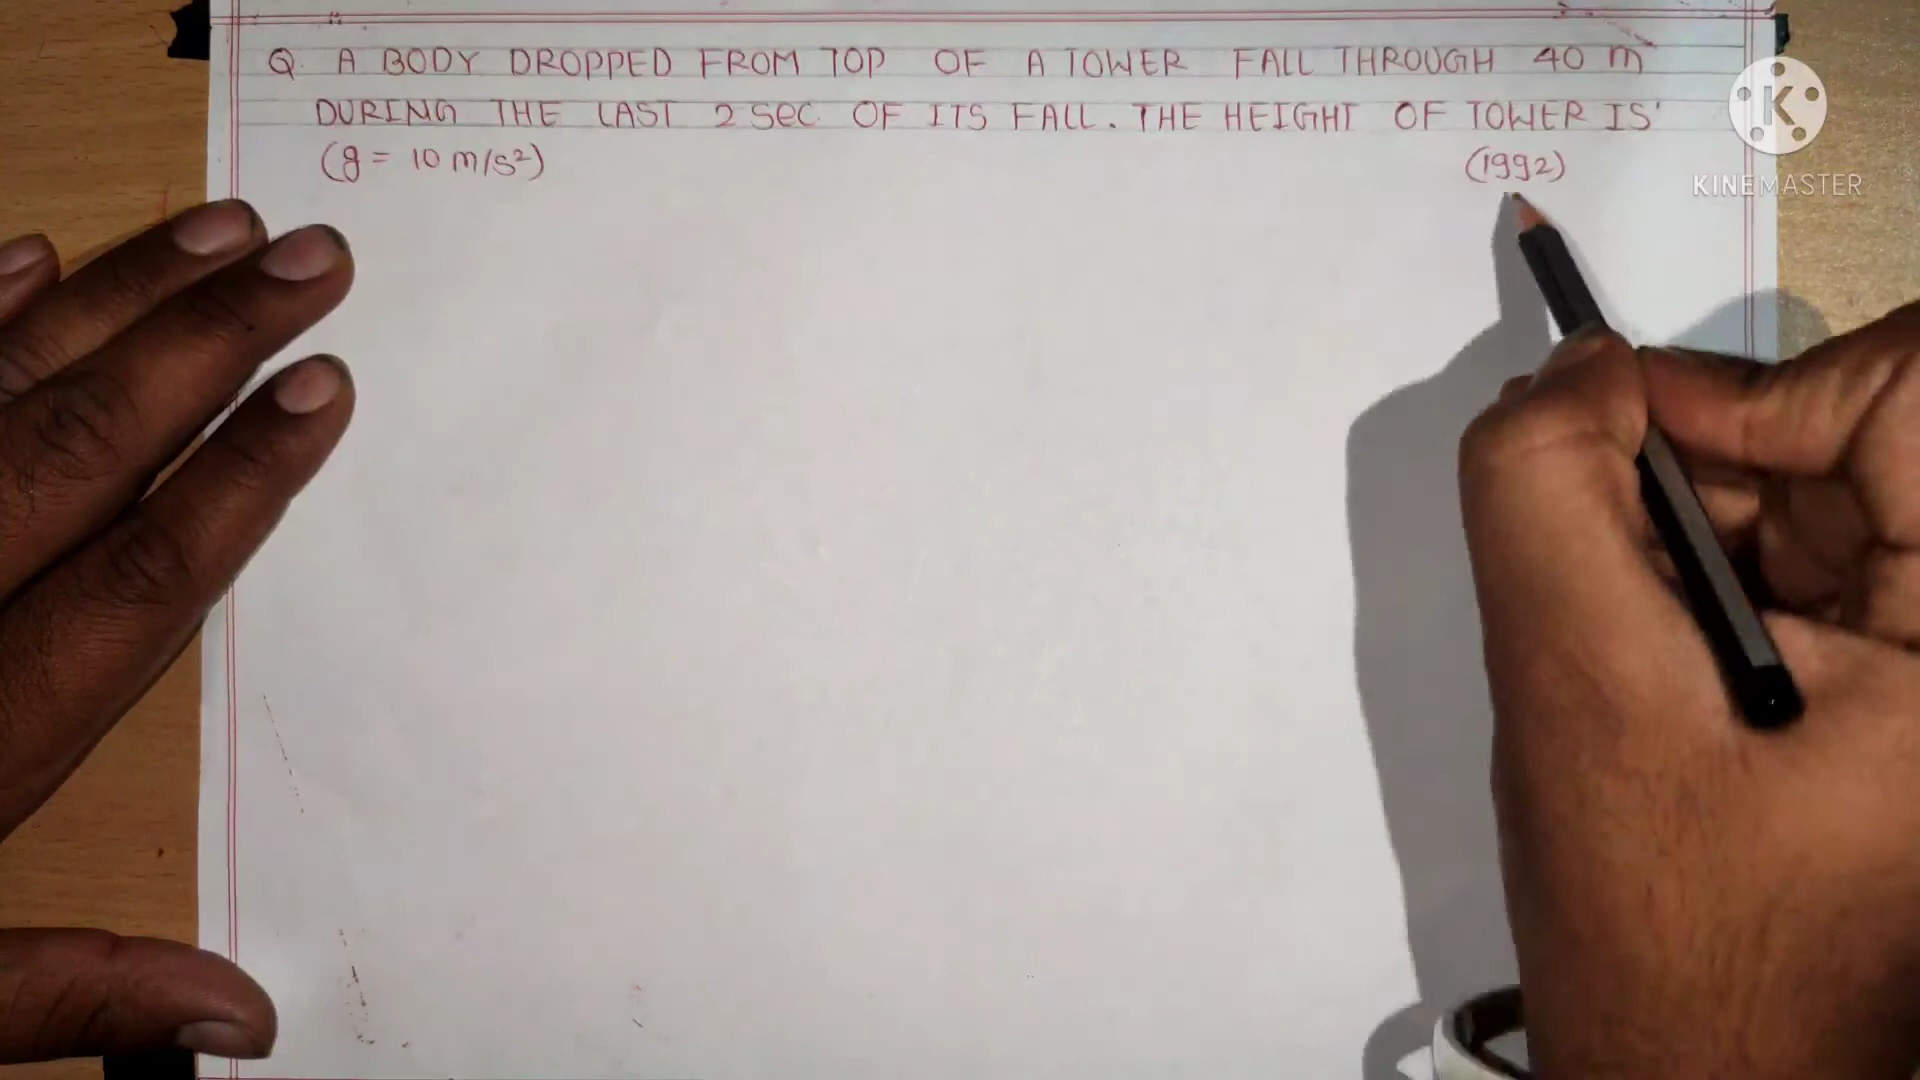 Q. A BODY DROPPED FROM TOP OF A TOWER FALL THROUGH 40 m
DURING THE LAST 2 SEC. OF ITS FALL. THE HEIGHT OF TOWER IS'
(g = 10 m/s²) (1992)
K
KINEMASTER